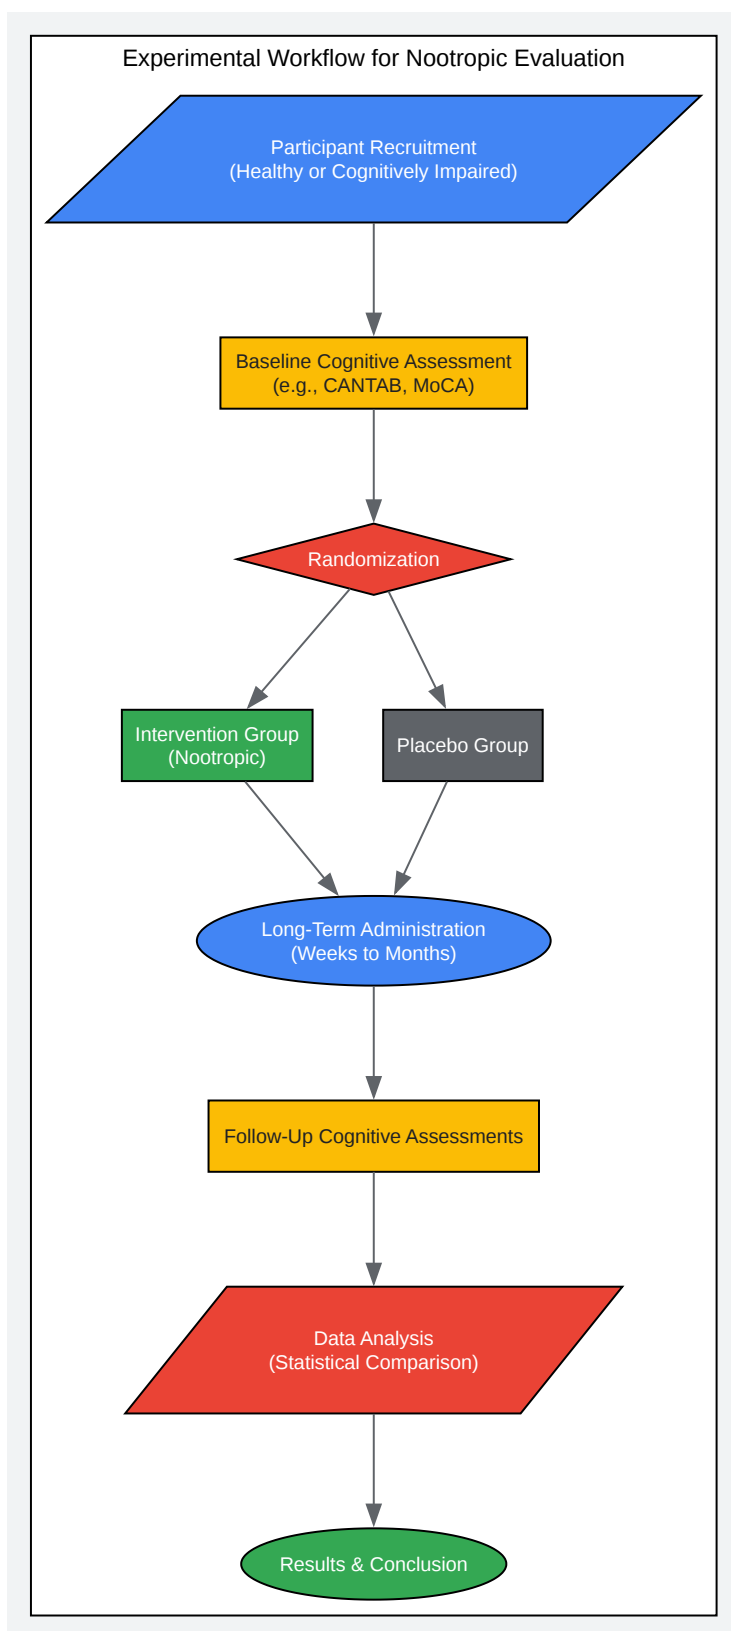 Experimental Workflow for Nootropic Evaluation
Participant Recruitment
(Healthy or Cognitively Impaired)
Baseline Cognitive Assessment
(e.g., CANTAB, MoCA)
Randomization
Intervention Group
(Nootropic)
Placebo Group
Long-Term Administration
(Weeks to Months)
Follow-Up Cognitive Assessments
Data Analysis
(Statistical Comparison)
Results & Conclusion